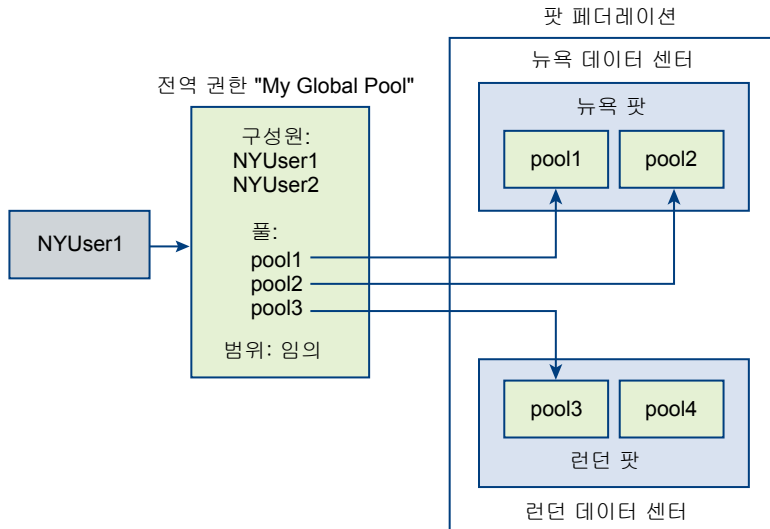 팟 페더레이션
뉴욕 데이터 센터
전역 권한 "My Global Pool"
뉴욕 팟
구성원:
NYUser1
NYUser2
pool1
pool2
NYUser1
풀:
pool1
pool2
pool3
범위: 임의
pool3
pool4
런던 팟
런던 데이터 센터